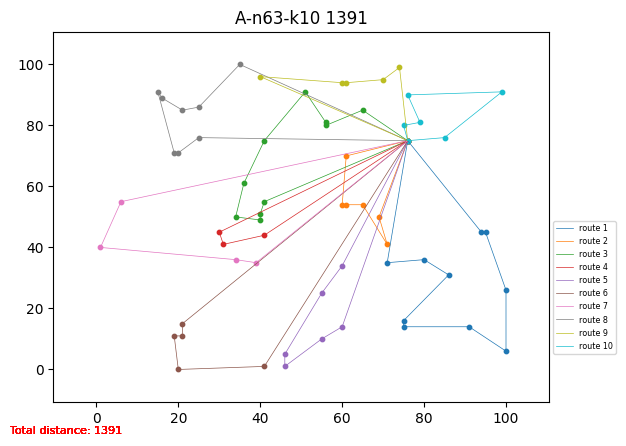 A-n63-k10 1391
100
80
60
40
20
0
0
20
40
60
80
100
route 1
route 2
route 3
route 4
route 5
route 6
route 7
route 8
route 9
route 10
Total distance: 1391